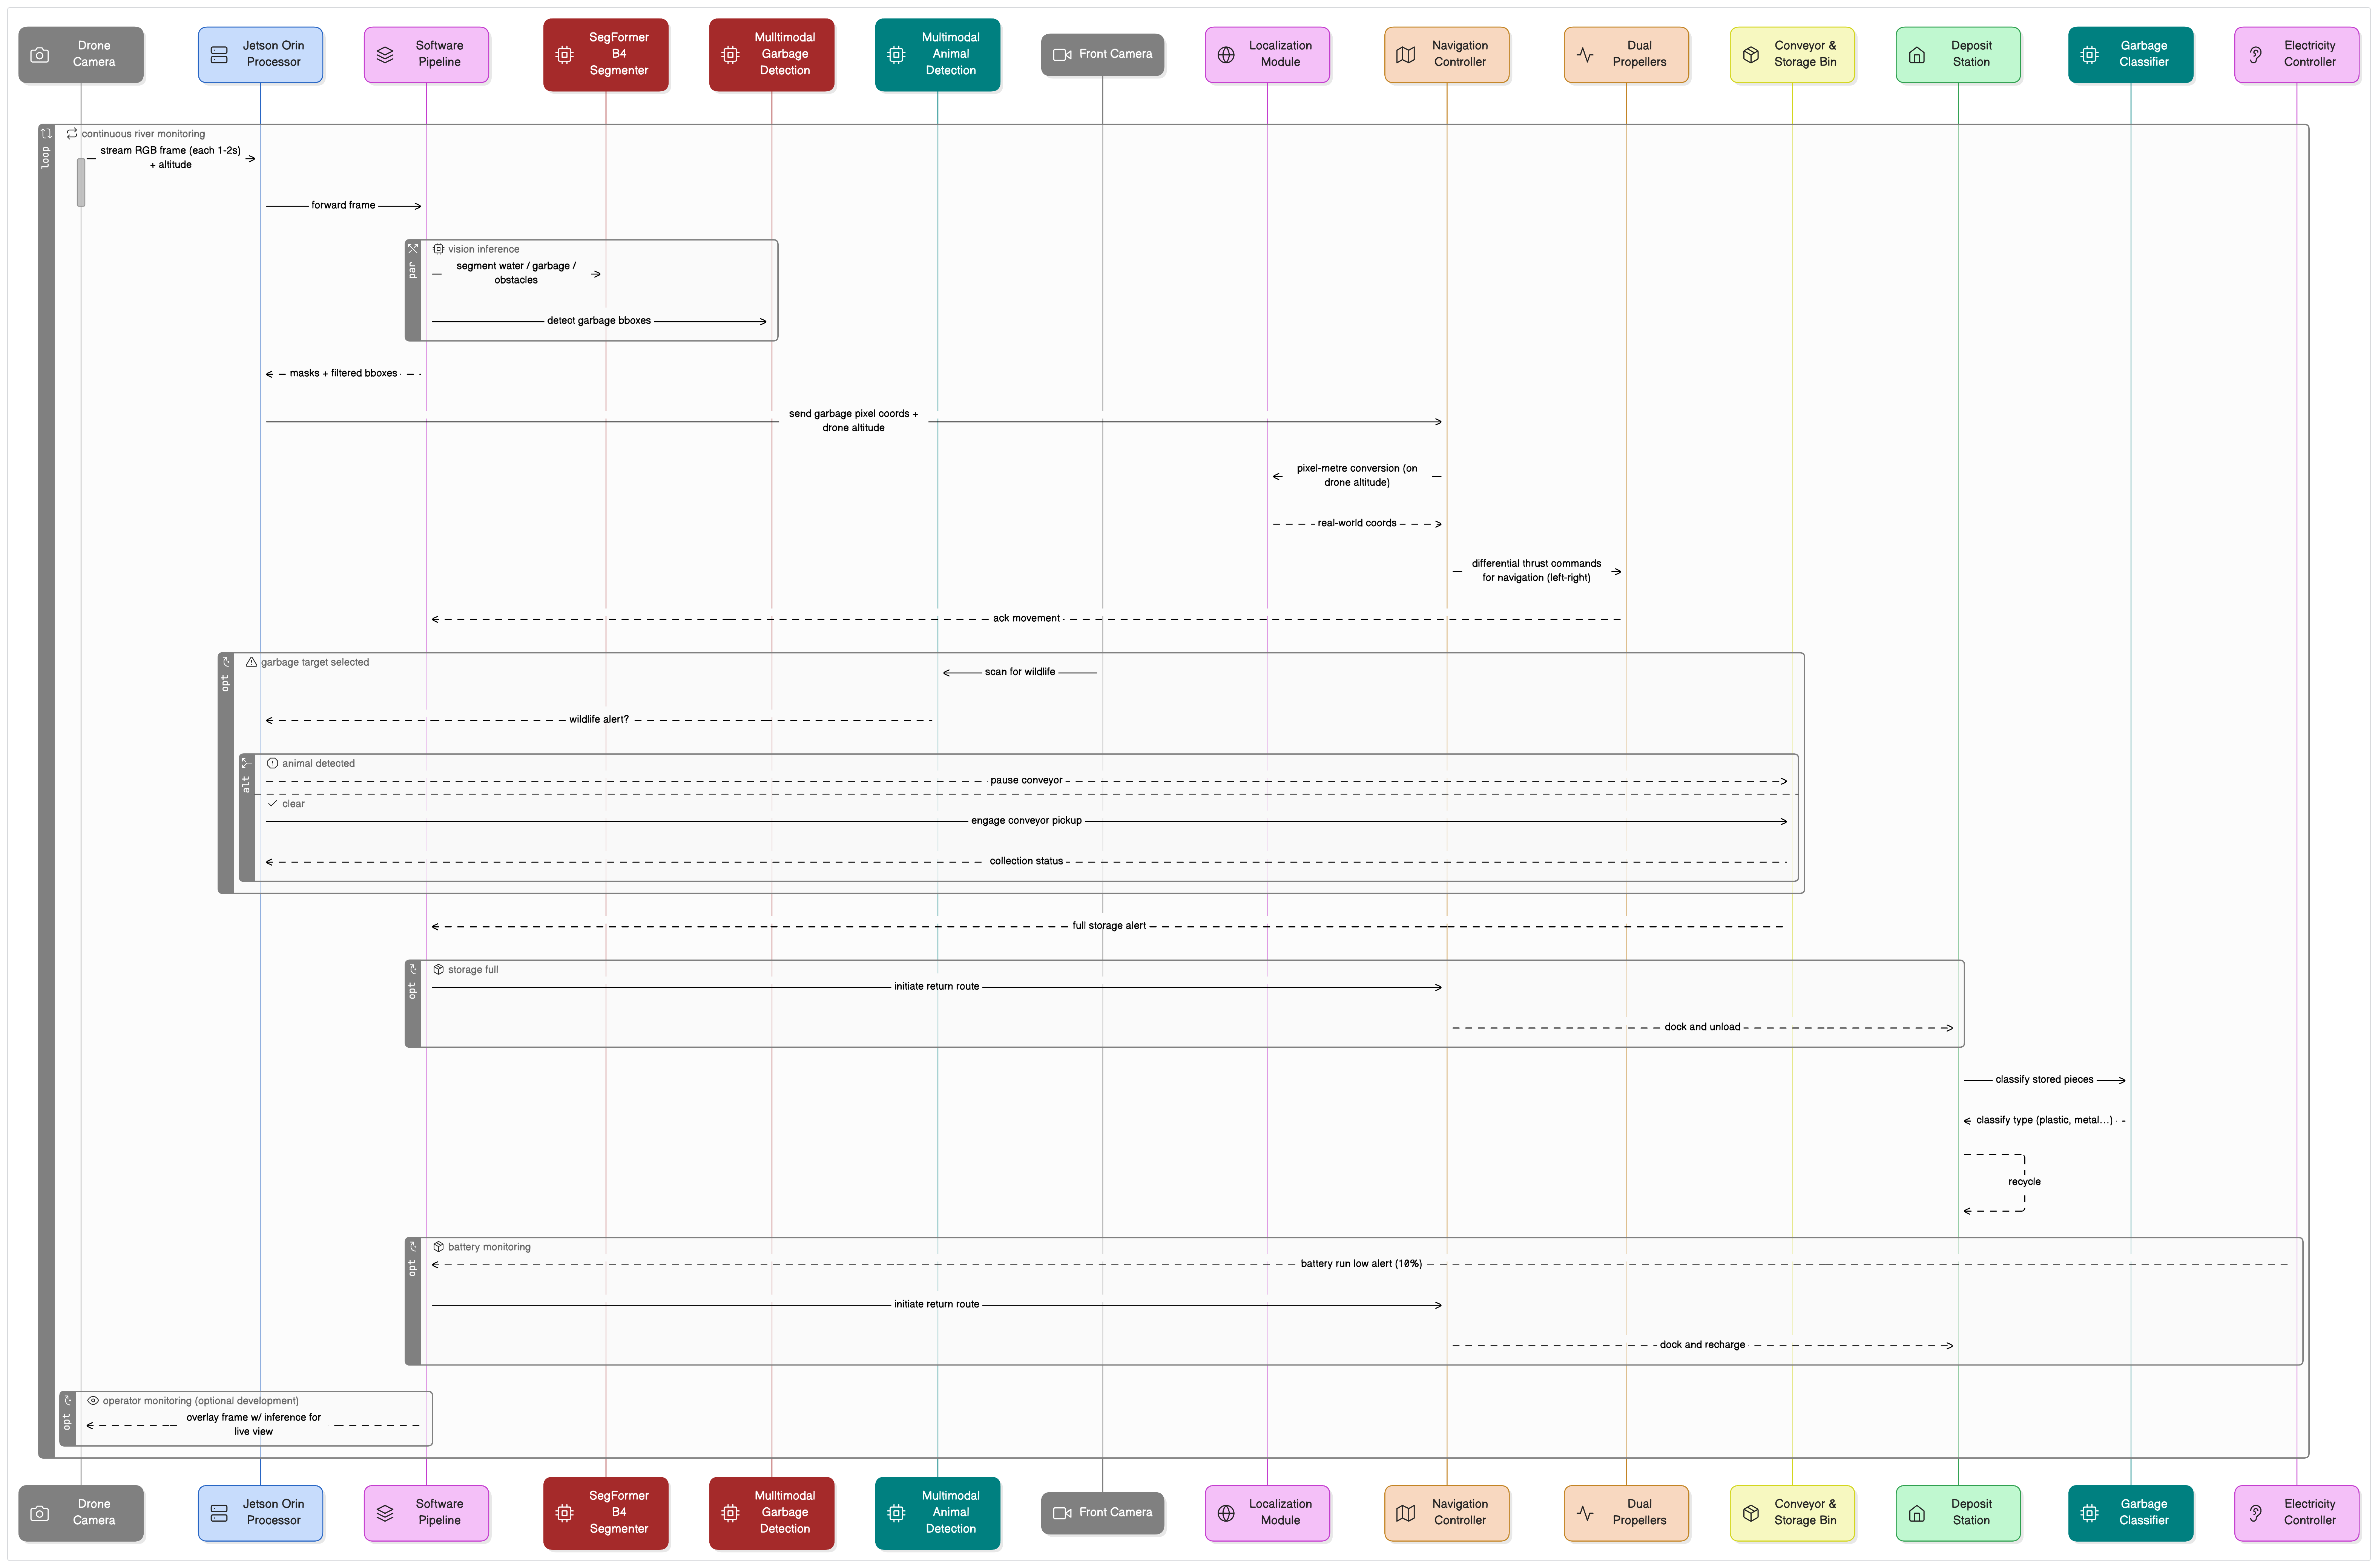 Drone
Camera
Jetson Orin
Processor
Software
Pipeline
SegFormer
B4
Segmenter
Mulltimodal
Garbage
Detection
Multimodal
Animal
Detection
Front Camera
Localization
Module
Navigation
Controller
Dual
Propellers
Conveyor &
Storage Bin
Deposit
Station
Garbage
Classifier
Electricity
Controller
loop
continuous river monitoring
stream RGB frame (each 1-2s)
+ altitude
forward frame
par
vision inference
segment water / garbage /
obstacles
detect garbage bboxes
masks + filtered bboxes
send garbage pixel coords +
drone altitude
pixel-metre conversion (on
drone altitude)
real-world coords
differential thrust commands
for navigation (left-right)
ack movement
opt
garbage target selected
scan for wildlife
wildlife alert?
alt
animal detected
pause conveyor
clear
engage conveyor pickup
collection status
full storage alert
opt
storage full
initiate return route
dock and unload
classify stored pieces
classify type (plastic, metal...)
recycle
opt
battery monitoring
battery run low alert (10%)
initiate return route
dock and recharge
opt
operator monitoring (optional development)
overlay frame w/ inference for
live view
Drone
Camera
Jetson Orin
Processor
Software
Pipeline
SegFormer
B4
Segmenter
Mulltimodal
Garbage
Detection
Multimodal
Animal
Detection
Front Camera
Localization
Module
Navigation
Controller
Dual
Propellers
Conveyor &
Storage Bin
Deposit
Station
Garbage
Classifier
Electricity
Controller